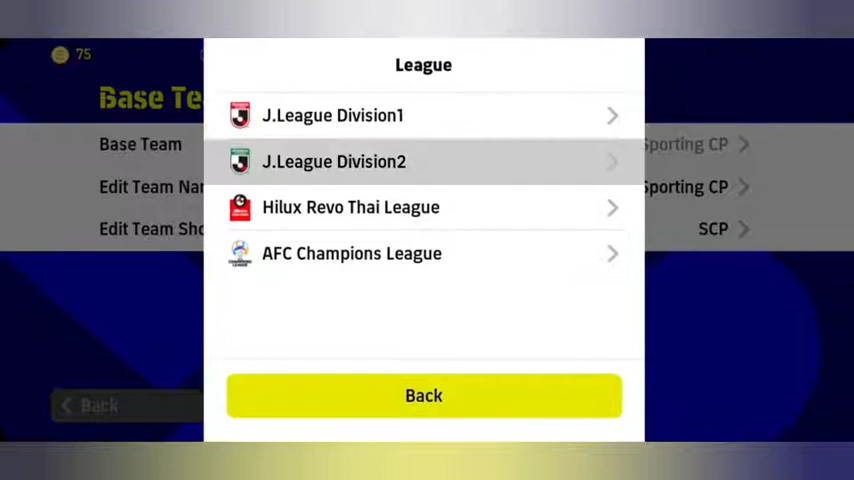 75
League
Base Te
J.League Division1
Base Team
Sporting CP
J.League Division2
Edit Team Nar
Sporting CP
Hilux Revo Thai League
Edit Team Sho
SCP
AFC Champions League
Back
Back